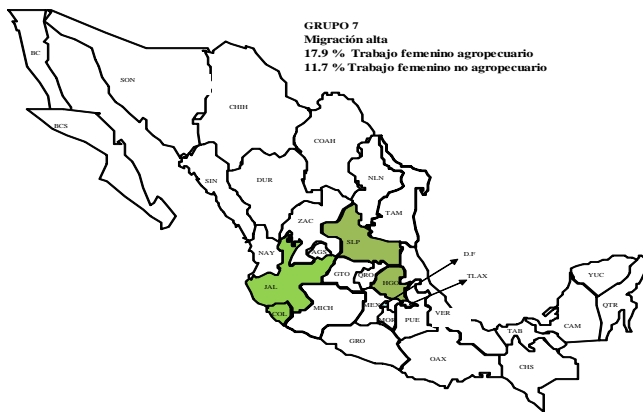 GRUPO 7
Migración alta
17.9 % Trabajo femenino agropecuario
11.7 % Trabajo femenino no agropecuario
BC
SON
CHIH
COAH
BCS
SIN
DUR
NLN
TAM
ZAC
SLP
NAY
AGS
D.F
TLAX
JAL
GTO
QRO
HGO
COL
MICH
MEX
MOR
PUE
VER
GRO
OAX
TAB
CHS
CAM
YUC
QTR